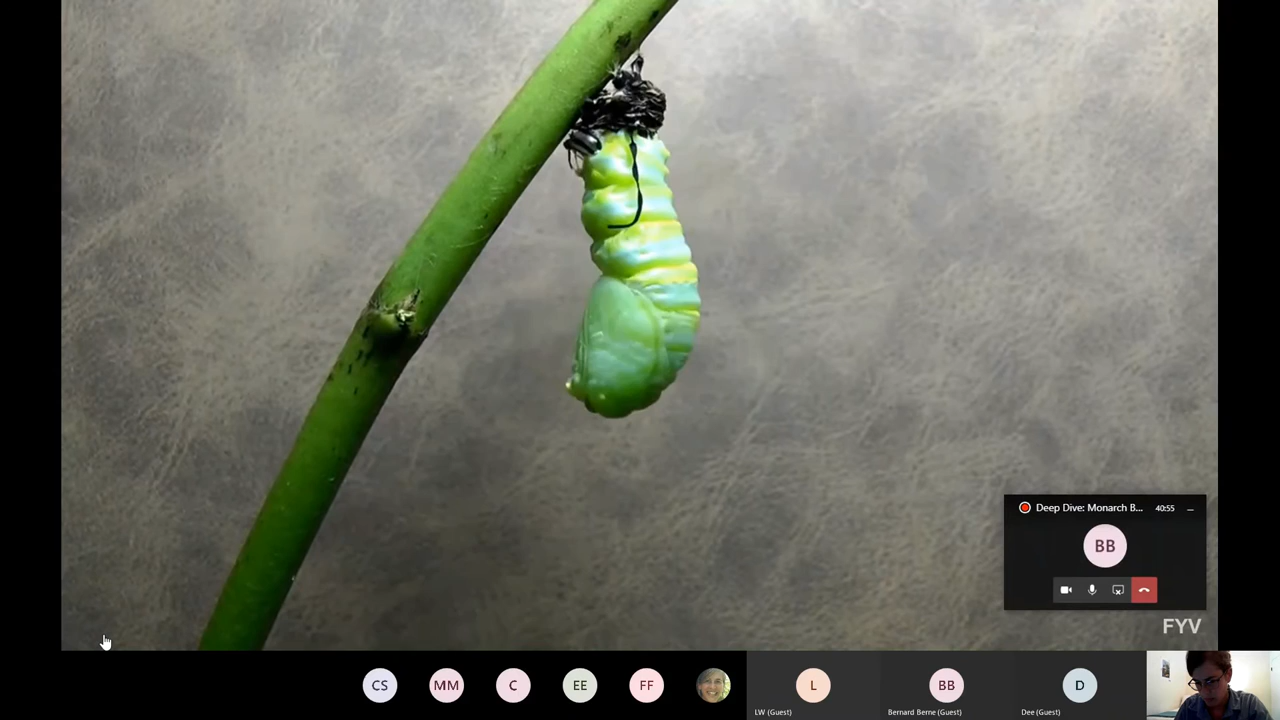 Deep Dive: Monarch B... 40:55
BB
FYV
CS MM C EE FF L BB D
LW (Guest) Bernard Berne (Guest) Dee (Guest)